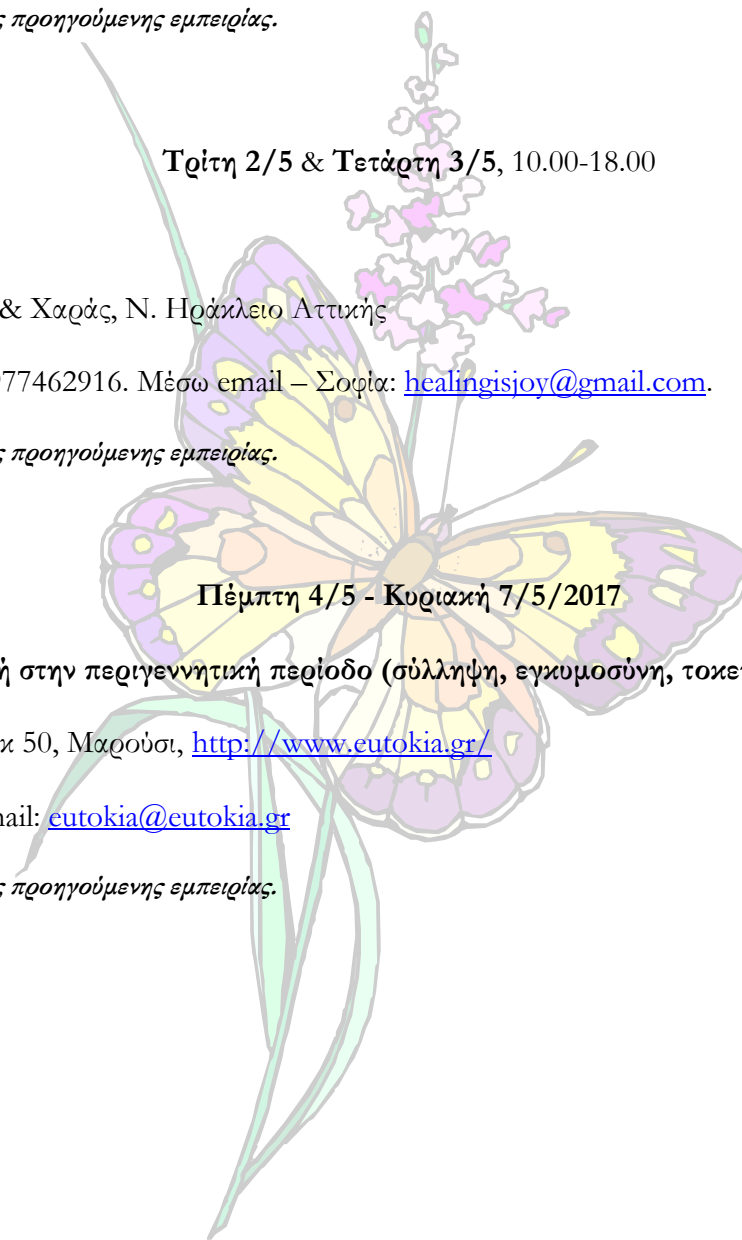 ς προηγούμενης εμπειρίας.
Τρίτη 2/5 & Τετάρτη 3/5, 10.00-18.00
& Χαράς, Ν. Ηράκλειο Αττικής
977462916. Μέσω email – Σοφία: healingisjoy@gmail.com.
ς προηγούμενης εμπειρίας.
Πέμπτη 4/5 - Κυριακή 7/5/2017
ή στην περιγεννητική περίοδο (σύλληψη, εγκυμοσύνη, τοκε
κ 50, Μαρούσι, http://www.eutokia.gr/
ail: eutokia@eutokia.gr
ς προηγούμενης εμπειρίας.